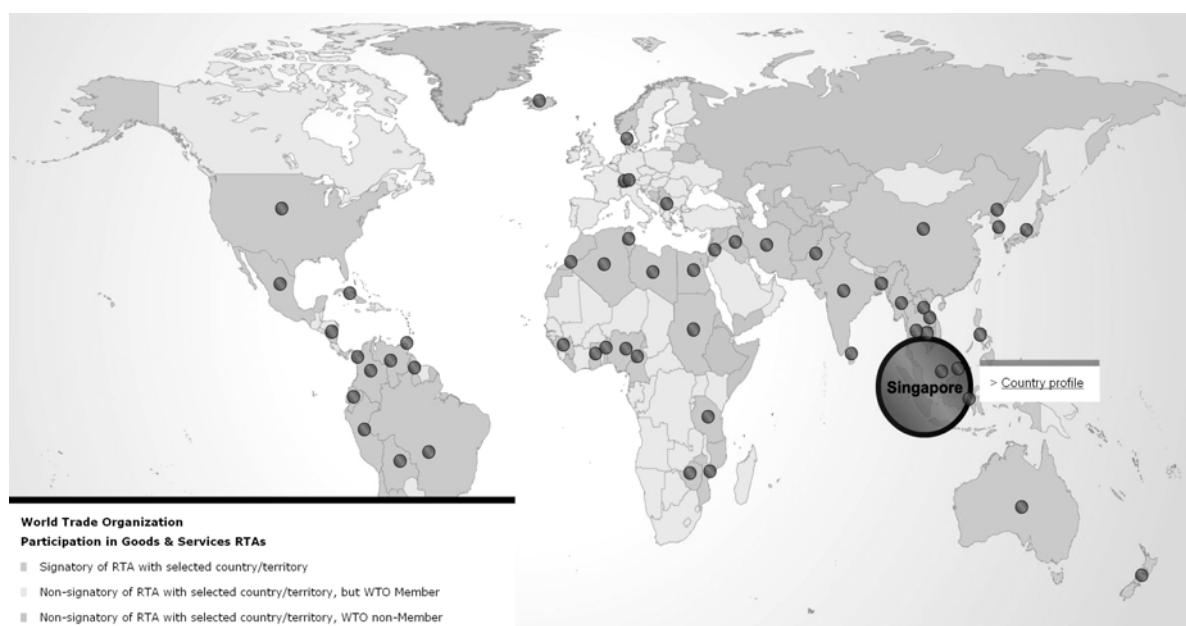 Singapore
> Country profile
World Trade Organization
Participation in Goods & Services RTAs
Signatory of RTA with selected country/territory
Non-signatory of RTA with selected country/territory, but WTO Member
Non-signatory of RTA with selected country/territory, WTO non-Member